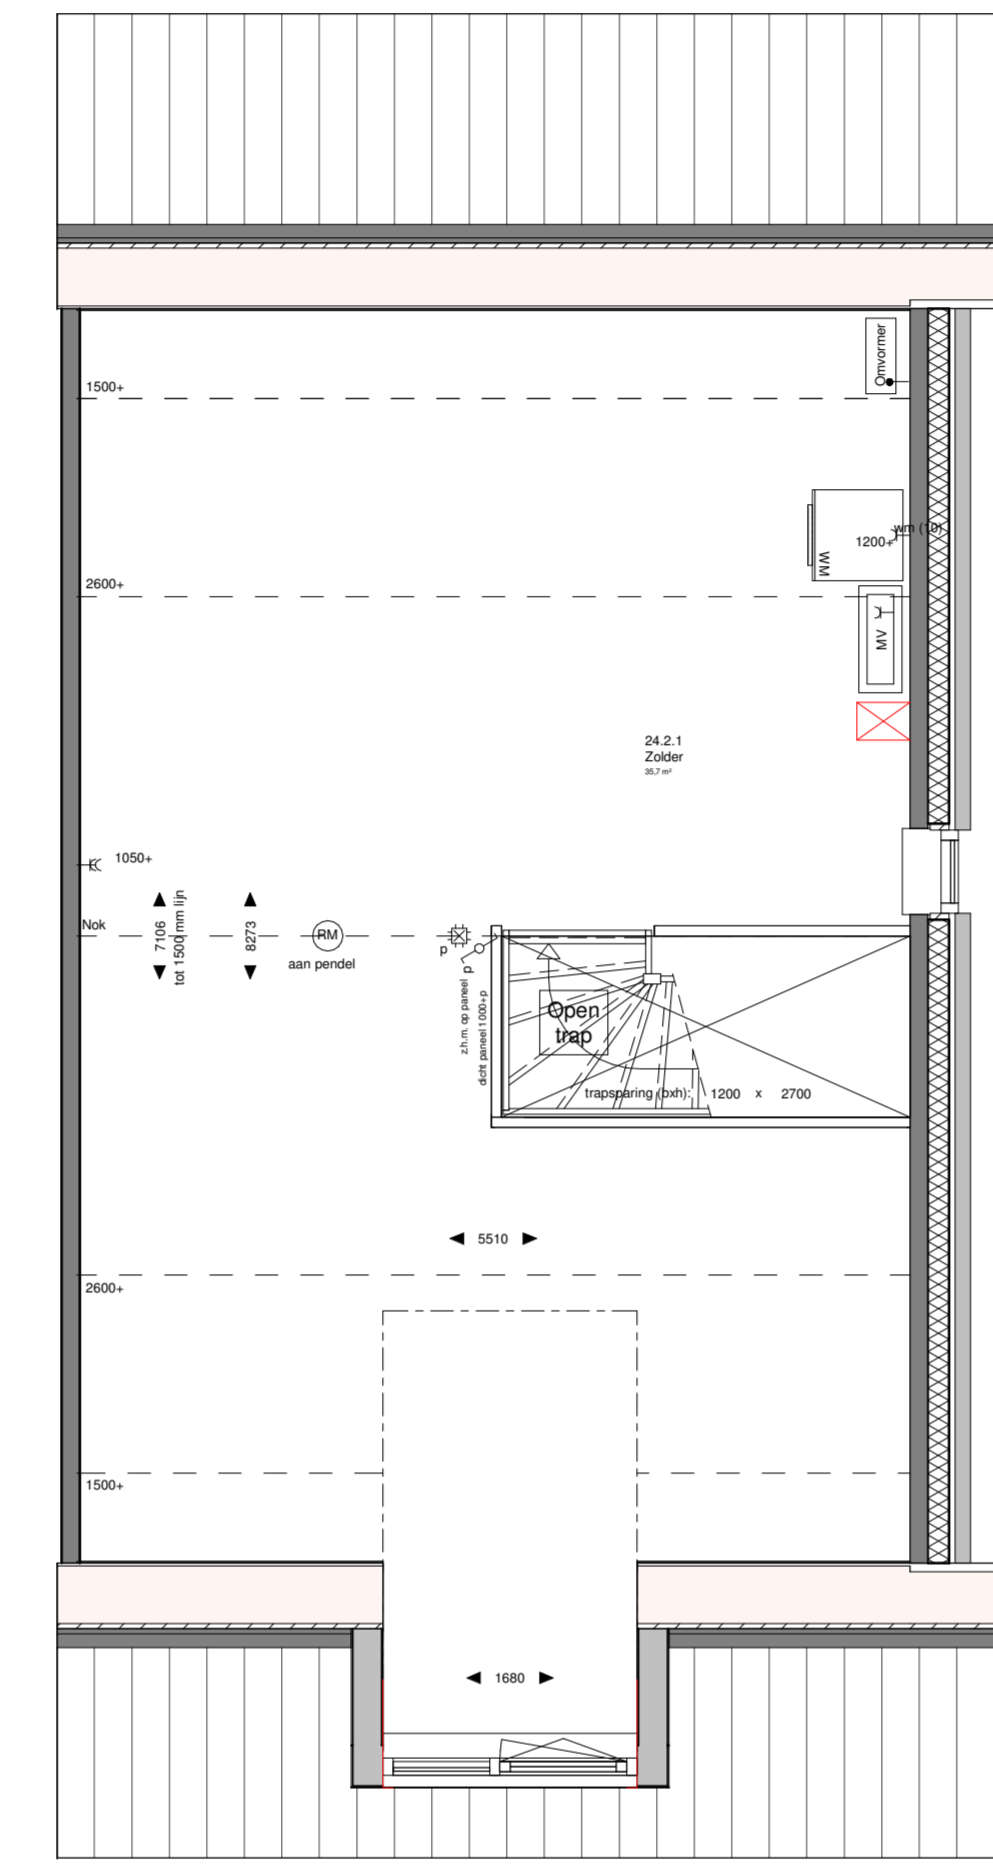 Omvormer
1500+
wm (10)
1200+
WM
2600+
MV
24.2.1
Zolder
35,7 m²
1050+
Nok
7106
tot 1500 mm lijn
8273
RM
aan pendel
p
p
z.h.m. op paneel
dicht paneel 1000+p
Open
trap
trapsparing (bxh): 1200 x 2700
5510
2600+
1500+
1680